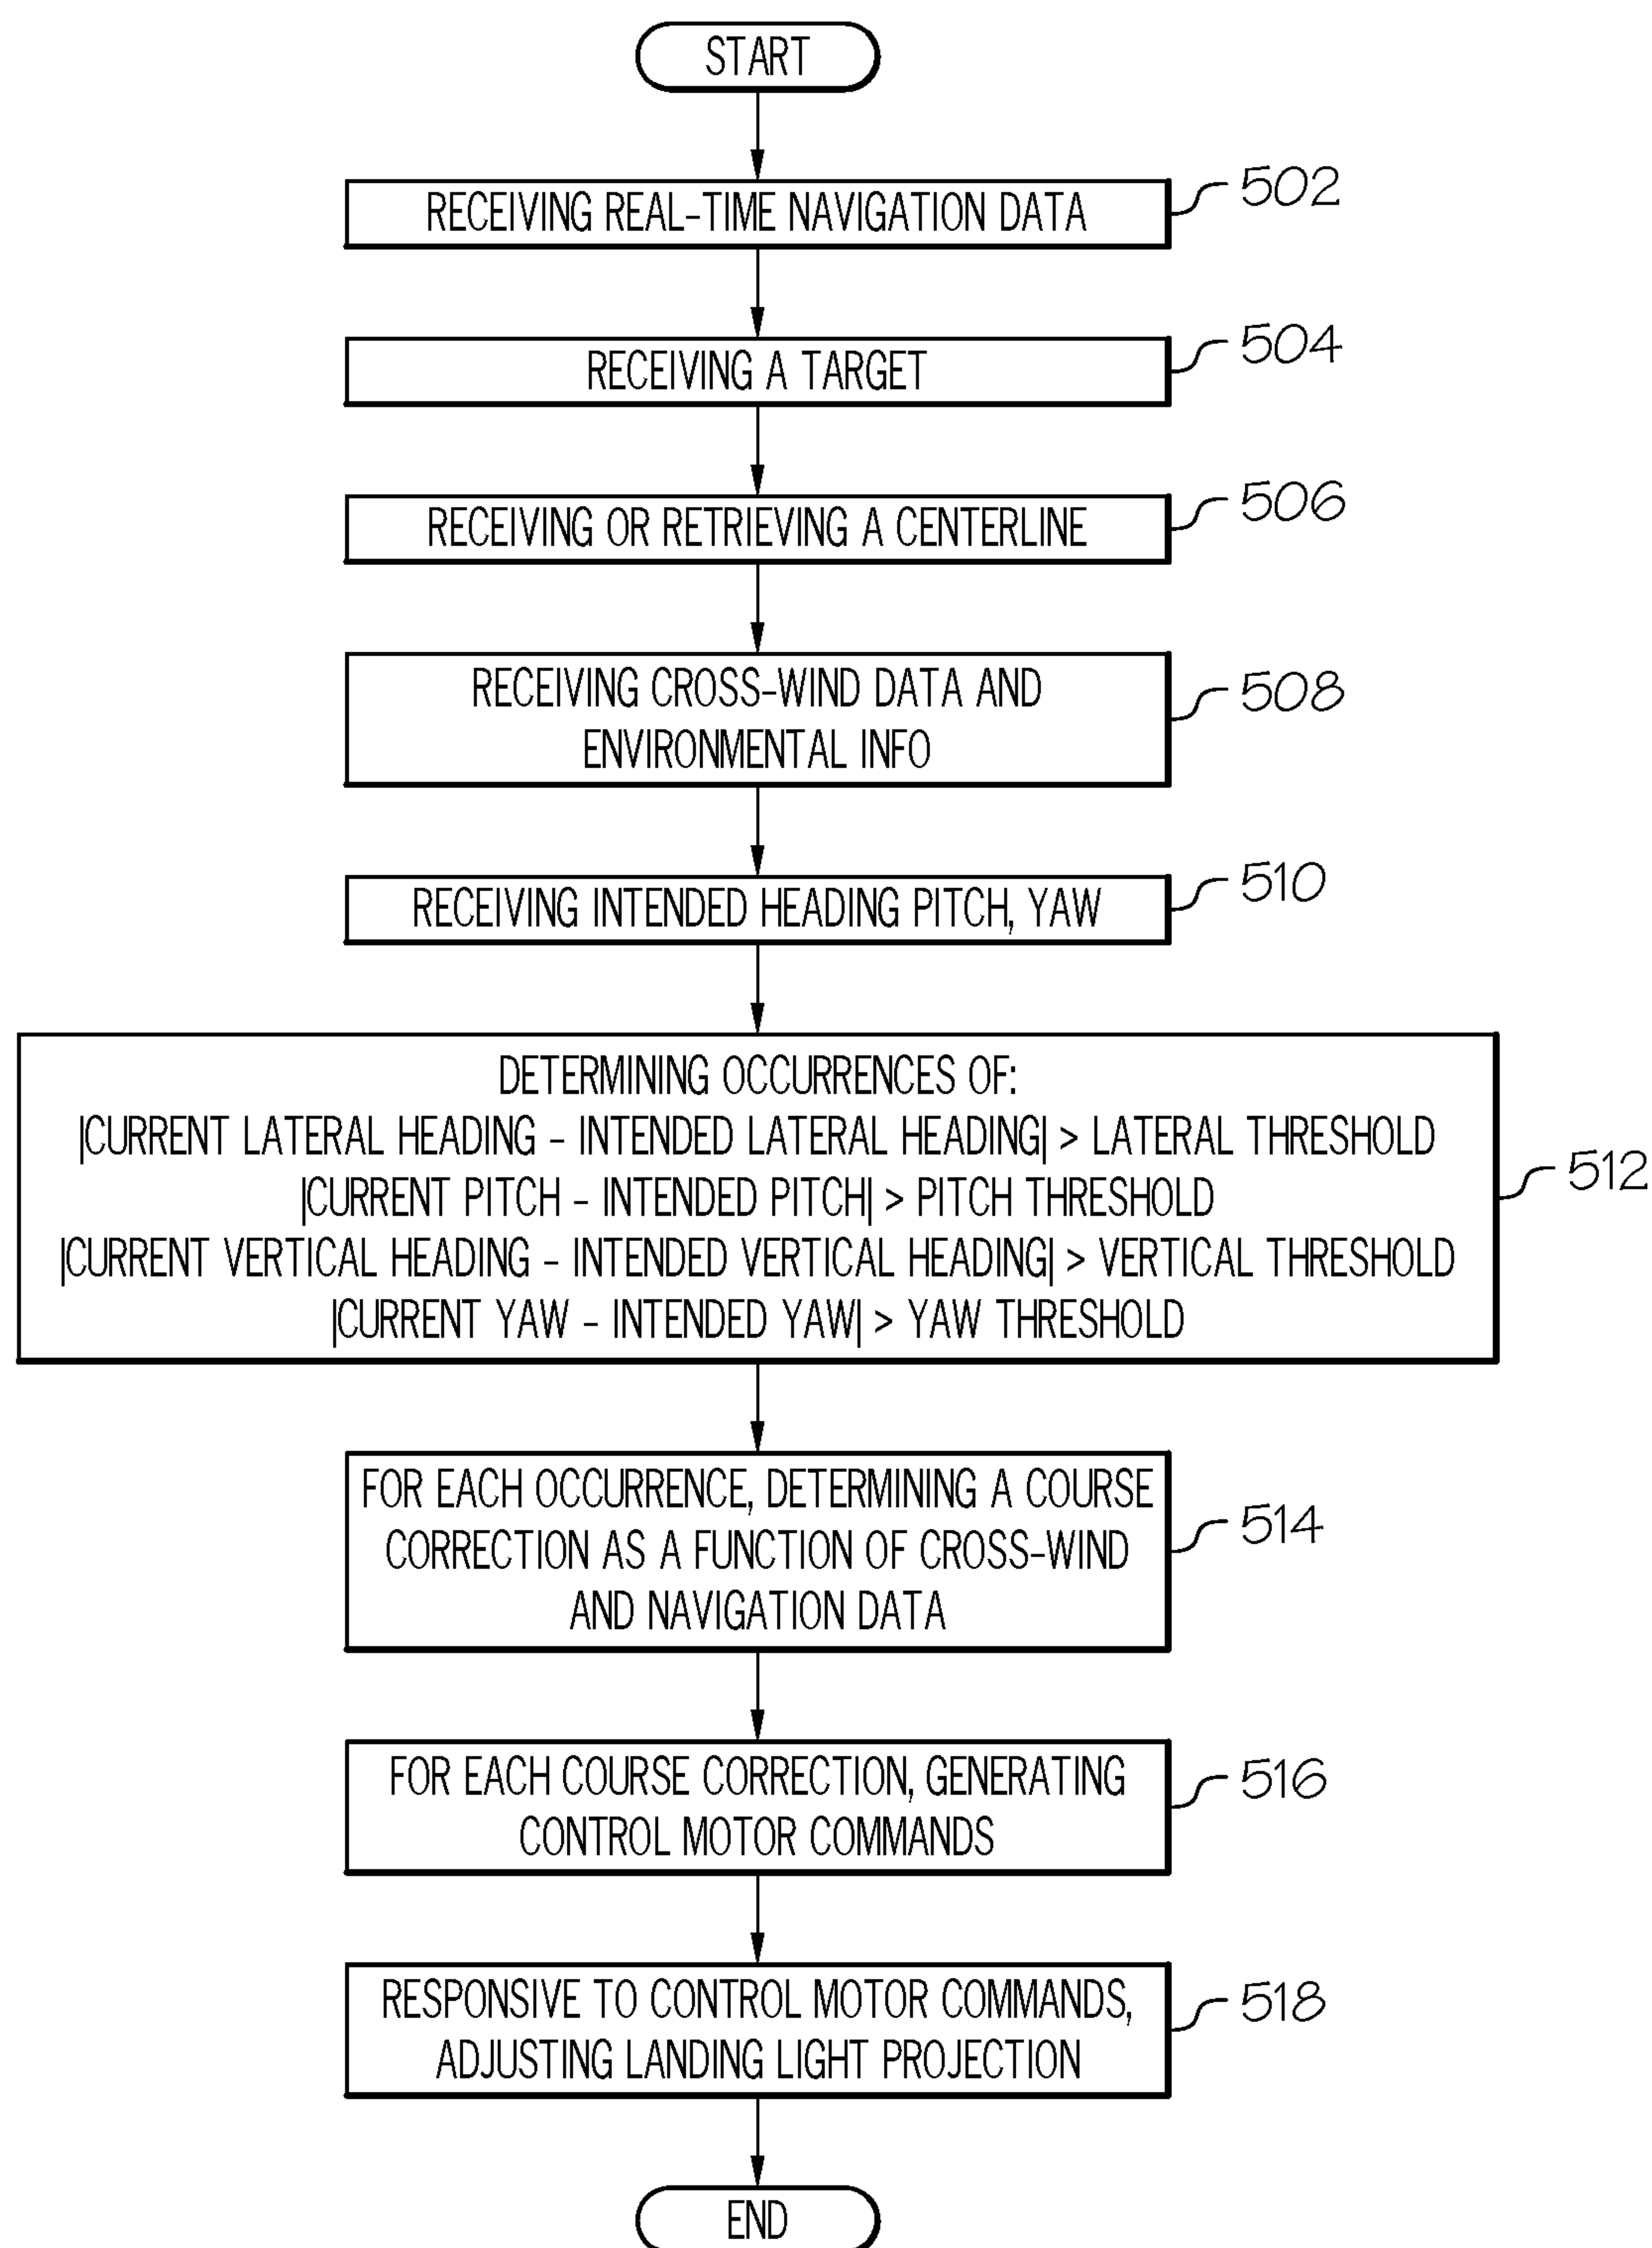 START
RECEIVING REAL-TIME NAVIGATION DATA
502
RECEIVING A TARGET
504
RECEIVING OR RETRIEVING A CENTERLINE
506
RECEIVING CROSS-WIND DATA AND
ENVIRONMENTAL INFO
508
RECEIVING INTENDED HEADING PITCH, YAW
510
DETERMINING OCCURRENCES OF:
|CURRENT LATERAL HEADING - INTENDED LATERAL HEADING| > LATERAL THRESHOLD
|CURRENT PITCH - INTENDED PITCH| > PITCH THRESHOLD
|CURRENT VERTICAL HEADING - INTENDED VERTICAL HEADING| > VERTICAL THRESHOLD
|CURRENT YAW - INTENDED YAW| > YAW THRESHOLD
512
FOR EACH OCCURRENCE, DETERMINING A COURSE
CORRECTION AS A FUNCTION OF CROSS-WIND
AND NAVIGATION DATA
514
FOR EACH COURSE CORRECTION, GENERATING
CONTROL MOTOR COMMANDS
516
RESPONSIVE TO CONTROL MOTOR COMMANDS,
ADJUSTING LANDING LIGHT PROJECTION
518
END